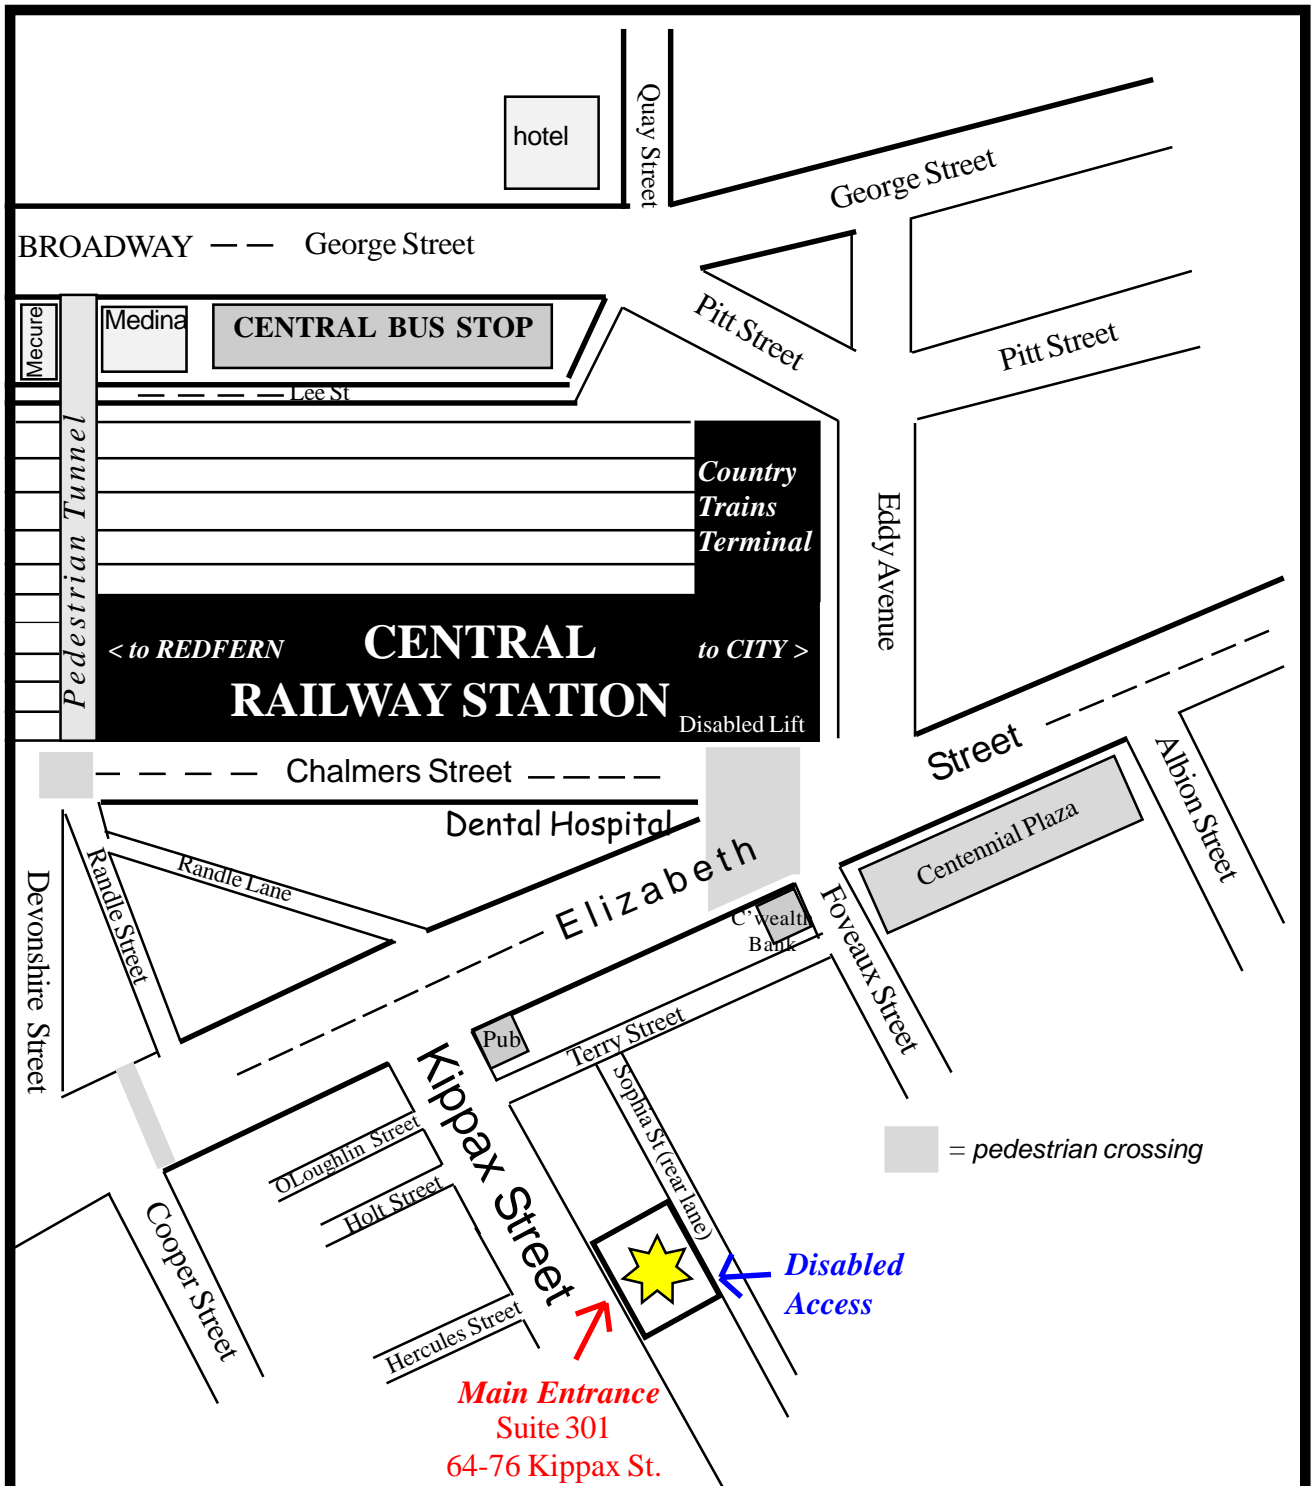 hotel
Quay Street
George Street
BROADWAY — — George Street
Pitt Street
Pitt Street
Mecure
Medina
CENTRAL BUS STOP
Lee St
Pedestrian Tunnel
Country
Trains
Terminal
Eddy Avenue
< to REDFERN
CENTRAL
RAILWAY STATION
to CITY >
Disabled Lift
Chalmers Street
Street
Albion Street
Dental Hospital
Elizabeth
Centennial Plaza
Randle Lane
Randle Street
Devonshire Street
C'wealth
Bank
Foveaux Street
Pub
Terry Street
Kippax Street
Sophia St (rear lane)
OLoughlin Street
Holt Street
Cooper Street
Hercules Street
= pedestrian crossing
Disabled
Access
Main Entrance
Suite 301
64-76 Kippax St.